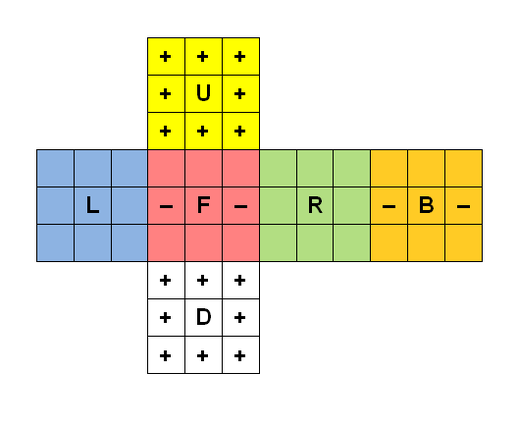 + + +
+ U +
+ + +
L – F – R – B –
+ + +
+ D +
+ + +